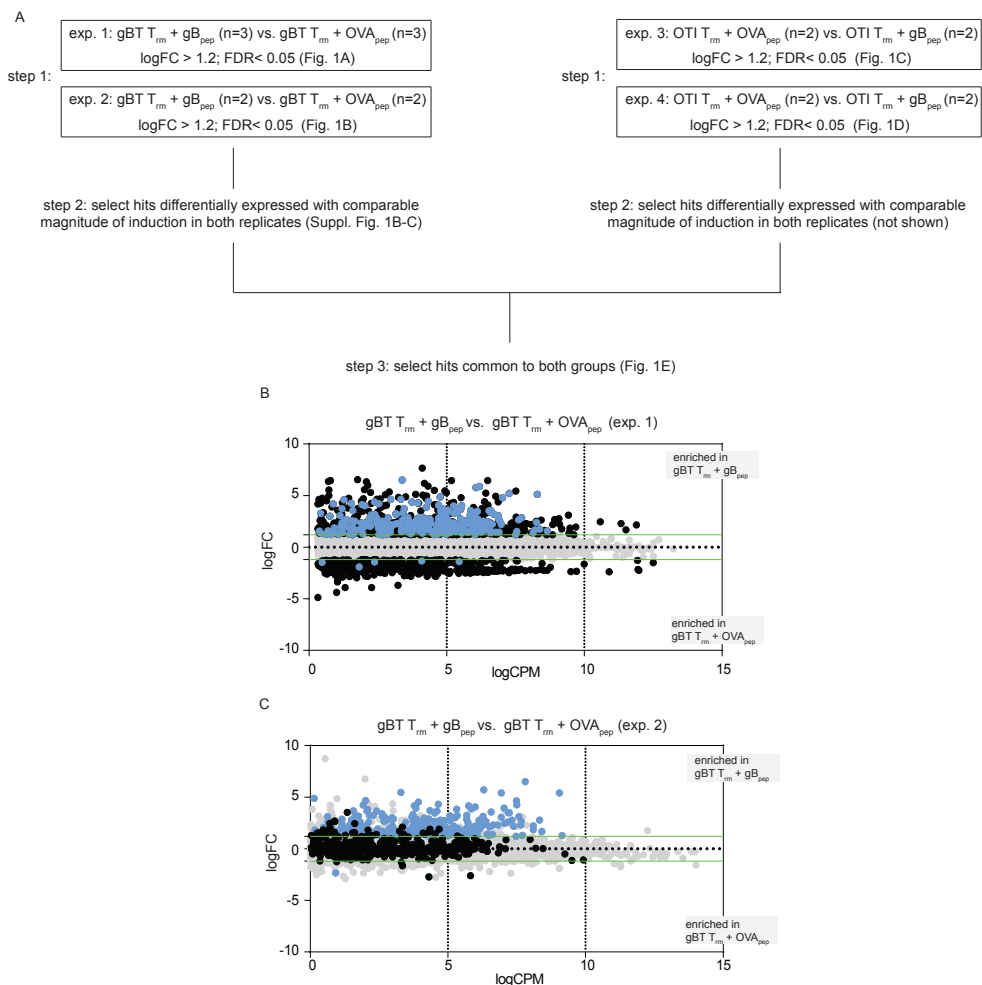 A
exp. 1: gBT Trm + gBpep (n=3) vs. gBT Trm + OVApep (n=3)
logFC > 1.2; FDR< 0.05 (Fig. 1A)
step 1:
exp. 2: gBT Trm + gBpep (n=2) vs. gBT Trm + OVApep (n=2)
logFC > 1.2; FDR< 0.05 (Fig. 1B)
exp. 3: OTI Trm + OVApep (n=2) vs. OTI Trm + gBpep (n=2)
logFC > 1.2; FDR< 0.05 (Fig. 1C)
step 1:
exp. 4: OTI Trm + OVApep (n=2) vs. OTI Trm + gBpep (n=2)
logFC > 1.2; FDR< 0.05 (Fig. 1D)
step 2: select hits differentially expressed with comparable
magnitude of induction in both replicates (Suppl. Fig. 1B-C)
step 2: select hits differentially expressed with comparable
magnitude of induction in both replicates (not shown)
step 3: select hits common to both groups (Fig. 1E)
B
gBT Trm + gBpep vs. gBT Trm + OVApep (exp. 1)
10
5
0
-5
-10
logFC
enriched in
gBT Trm + gBpep
enriched in
gBT Trm + OVApep
0 5 10 15
logCPM
C
gBT Trm + gBpep vs. gBT Trm + OVApep (exp. 2)
10
5
0
-5
-10
logFC
enriched in
gBT Trm + gBpep
enriched in
gBT Trm + OVApep
0 5 10 15
logCPM